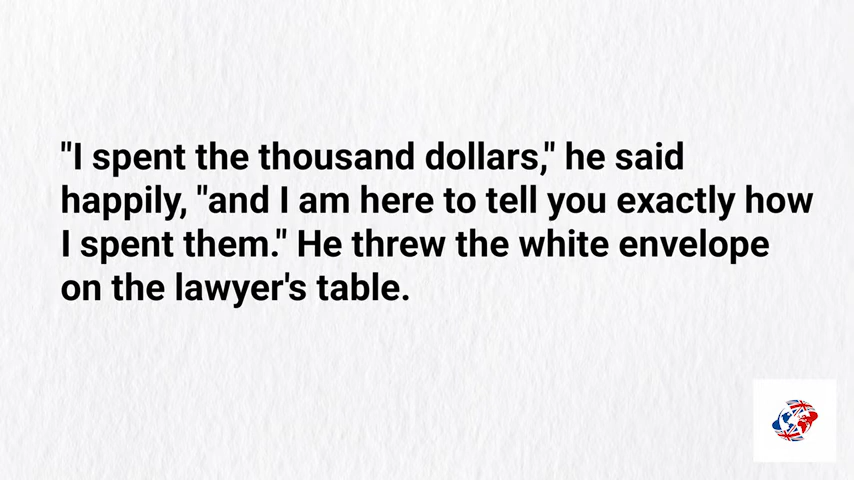 "I spent the thousand dollars," he said
happily, "and I am here to tell you exactly how
I spent them." He threw the white envelope
on the lawyer's table.